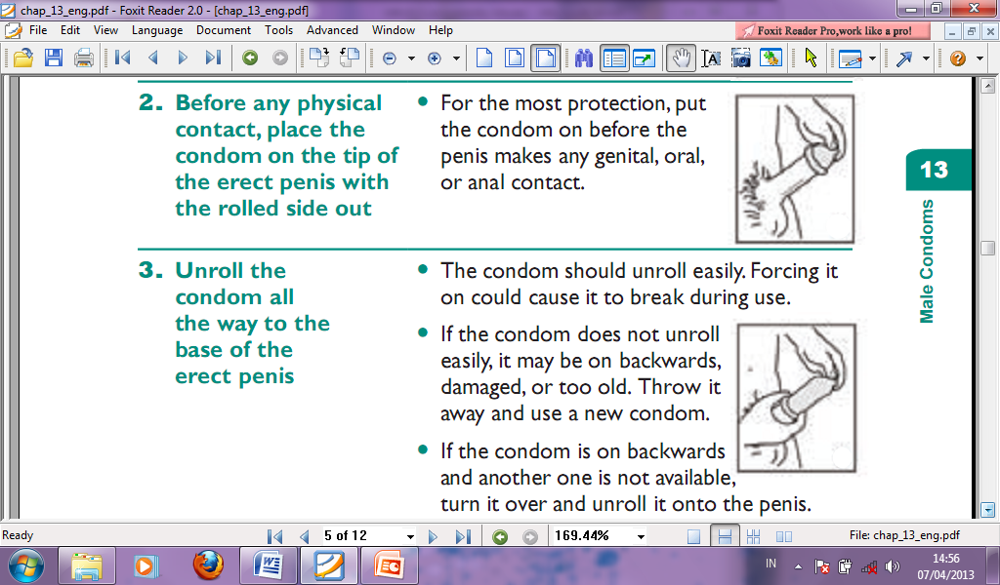 chap_13_eng.pdf - Foxit Reader 2.0 - [chap_13_eng.pdf]
File Edit View Language Document Tools Advanced Window Help
Foxit Reader Pro,work like a pro!
2. Before any physical
contact, place the
condom on the tip of
the erect penis with
the rolled side out
• For the most protection, put
the condom on before the
penis makes any genital, oral,
or anal contact.
13
Male Condoms
3. Unroll the
condom all
the way to the
base of the
erect penis
• The condom should unroll easily. Forcing it
on could cause it to break during use.
• If the condom does not unroll
easily, it may be on backwards,
damaged, or too old. Throw it
away and use a new condom.
• If the condom is on backwards
and another one is not available,
turn it over and unroll it onto the penis.
Ready
5 of 12
169.44%
File: chap_13_eng.pdf
IN
14:56
07/04/2013